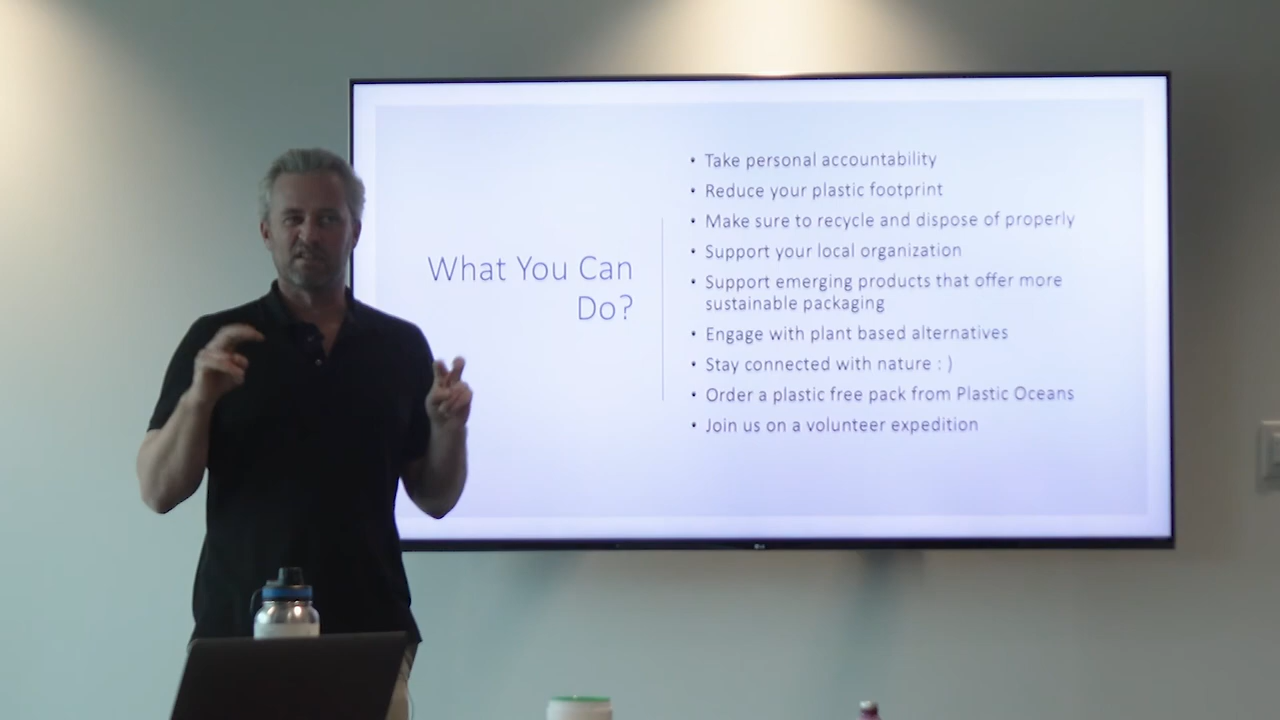 What You Can
Do?
• Take personal accountability
• Reduce your plastic footprint
• Make sure to recycle and dispose of properly
• Support your local organization
• Support emerging products that offer more
sustainable packaging
• Engage with plant based alternatives
• Stay connected with nature : )
• Order a plastic free pack from Plastic Oceans
• Join us on a volunteer expedition
LG